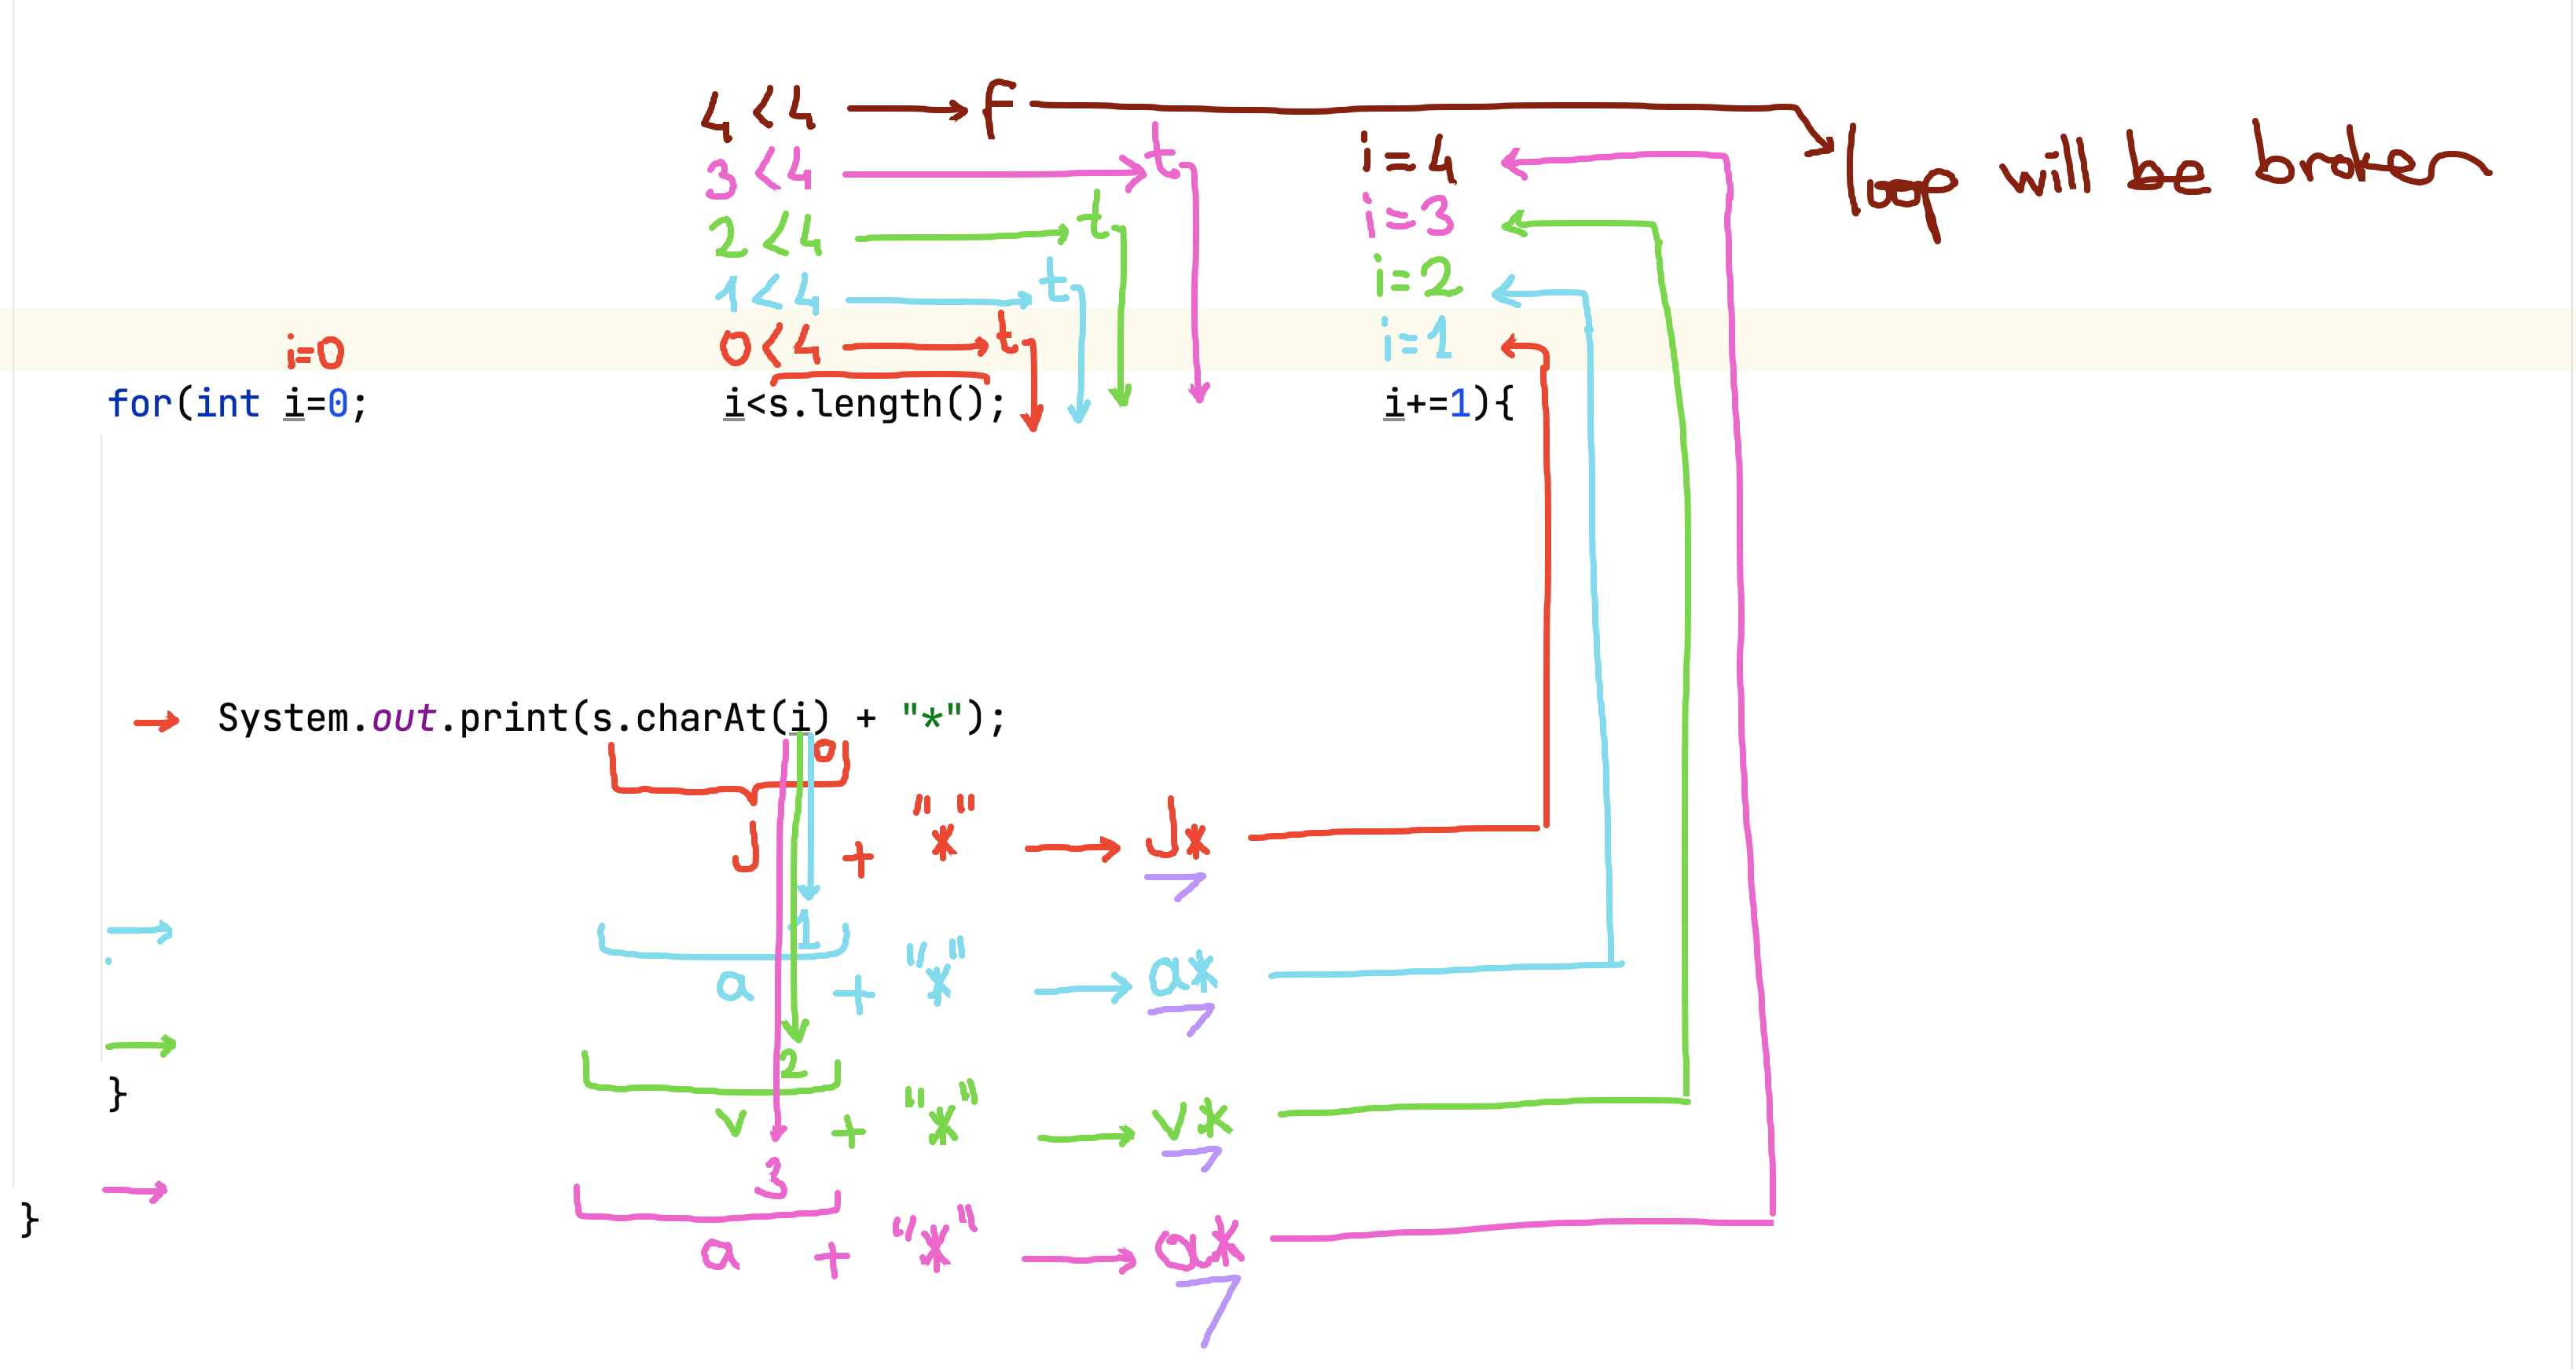 4<4 → f
loop will be broken
3<4 → t
i=4
2<4 → t
i=3
1<4 → t
i=2
i=0
0<4 → t
i=1
for(int i=0; i<s.length(); i+=1){
System.out.print(s.charAt(i) + "*");
0
J + "*" → J*
1
a + "*" → a*
2
}
v + "*" → v*
3
}
a + "*" → a*